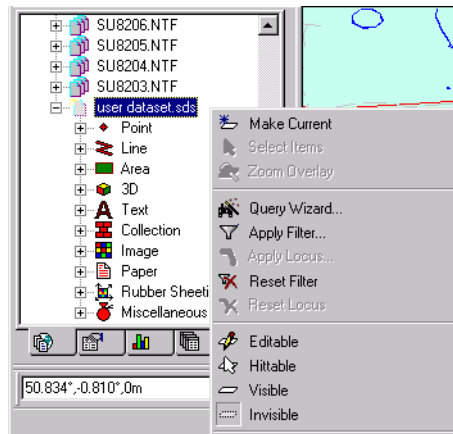 SU8206.NTF
SU8205.NTF
SU8204.NTF
SU8203.NTF
user dataset.sds
Point
Line
Area
3D
Text
Collection
Image
Paper
Rubber Sheeti
Miscellaneous
50.834°,-0.810°,0m
Make Current
Select Items
Zoom Overlay
Query Wizard...
Apply Filter...
Apply Locus...
Reset Filter
Reset Locus
Editable
Hittable
Visible
Invisible